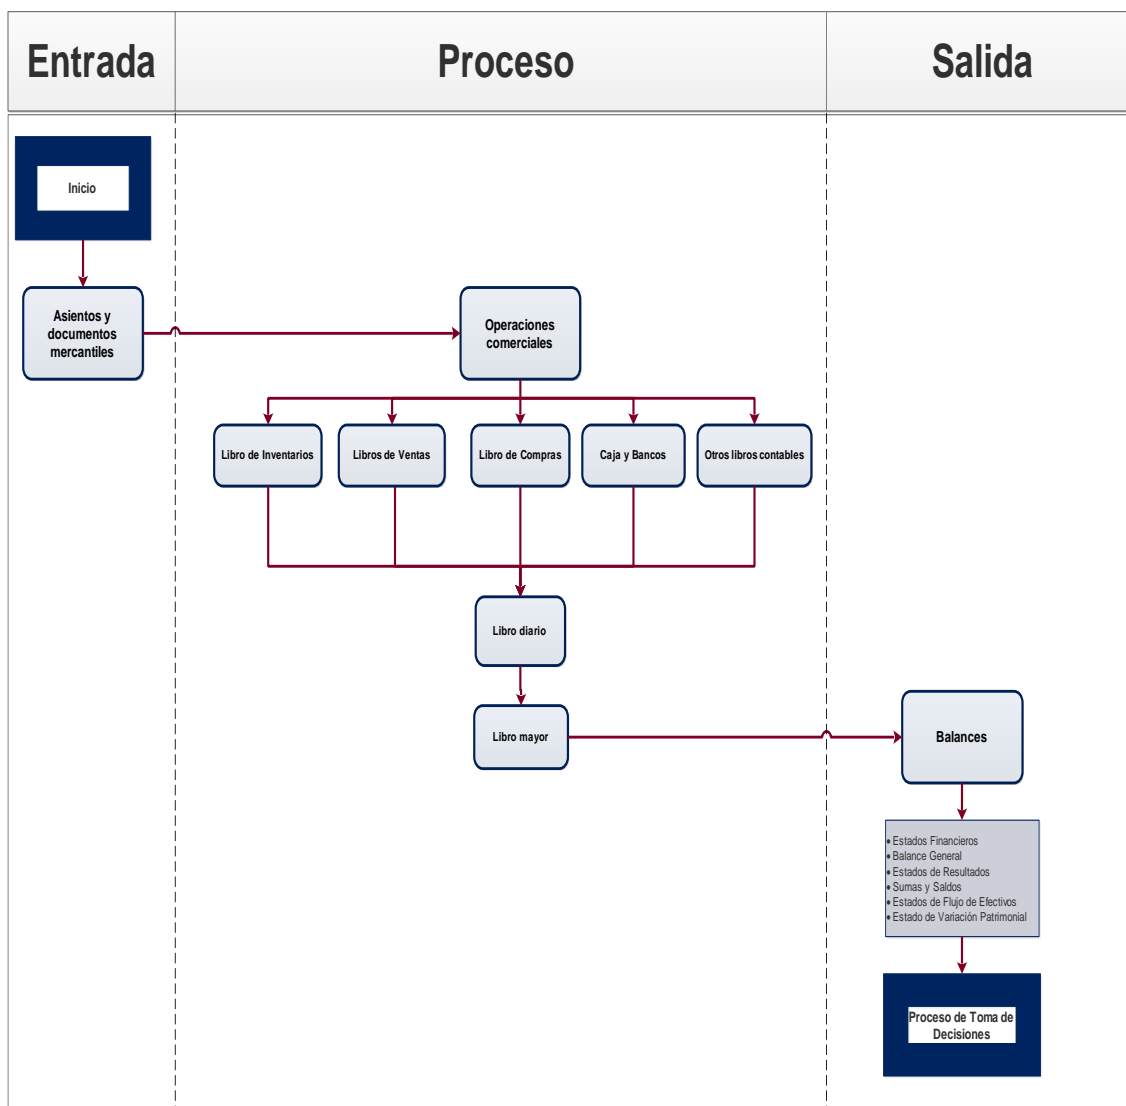 Entrada
Proceso
Salida
Inicio
Asientos y
documentos
mercantiles
Operaciones
comerciales
Libro de Inventarios
Libros de Ventas
Libro de Compras
Caja y Bancos
Otros libros contables
Libro diario
Libro mayor
Balances
• Estados Financieros
• Balance General
• Estados de Resultados
• Sumas y Saldos
• Estados de Flujo de Efectivos
• Estado de Variación Patrimonial
Proceso de Toma de
Decisiones